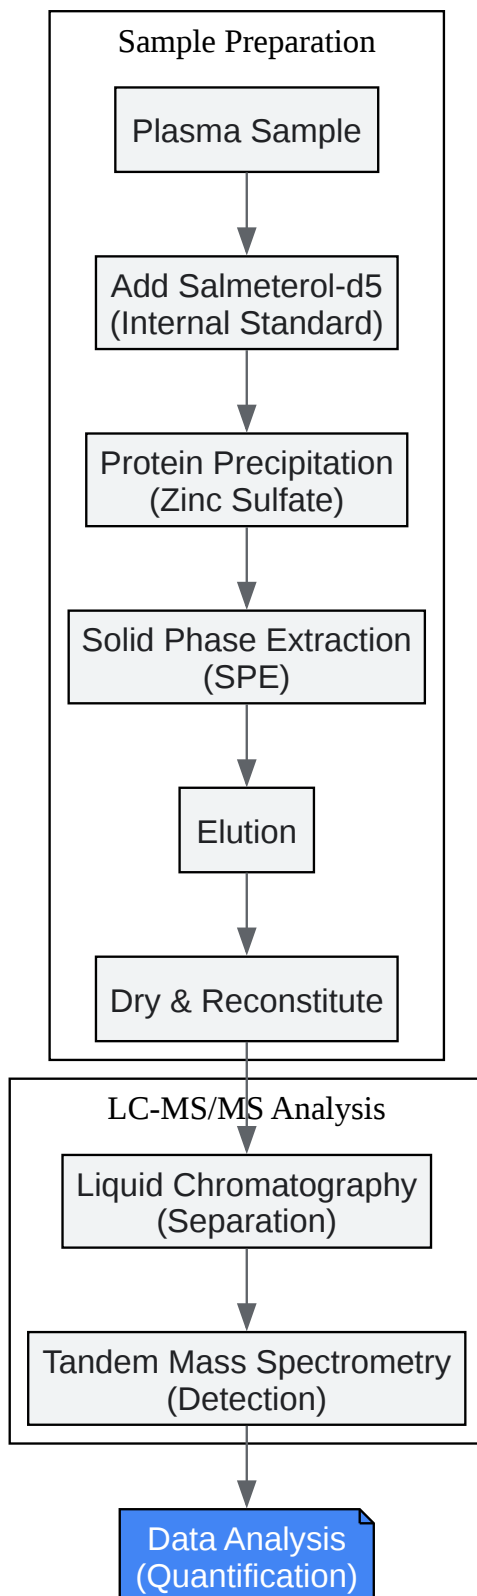 Sample Preparation
Plasma Sample
Add Salmeterol-d5
(Internal Standard)
Protein Precipitation
(Zinc Sulfate)
Solid Phase Extraction
(SPE)
Elution
Dry & Reconstitute
LC-MS/MS Analysis
Liquid Chromatography
(Separation)
Tandem Mass Spectrometry
(Detection)
Data Analysis
(Quantification)